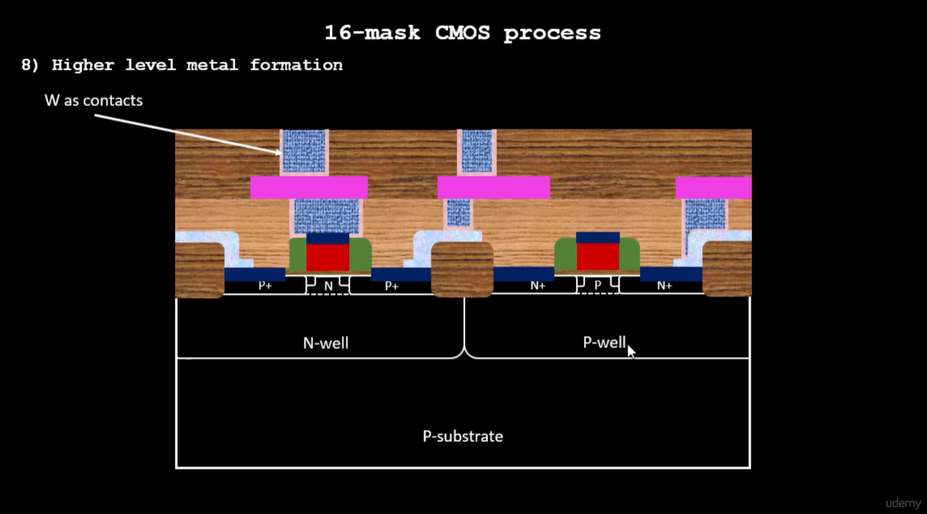 16-mask CMOS process
8) Higher level metal formation
W as contacts
P+ N P+ N+ P N+
N-well P-well
P-substrate
udemy